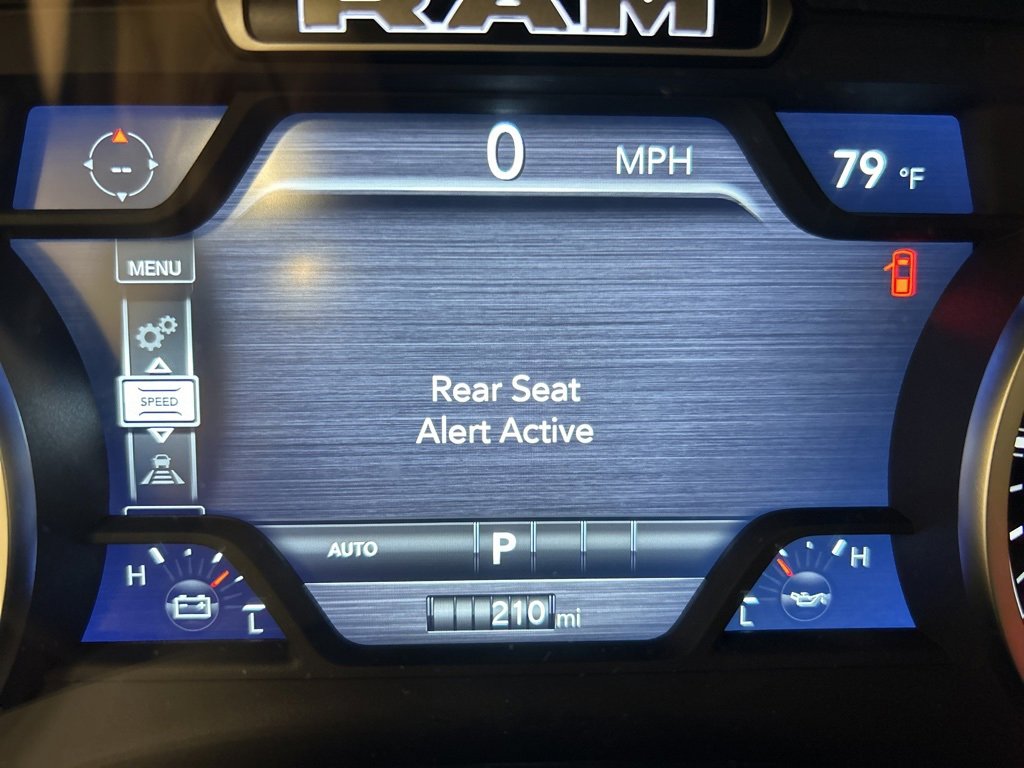 RAM
0 MPH
79 °F
--
MENU
SPEED
Rear Seat
Alert Active
AUTO P
H L
H L
210 mi